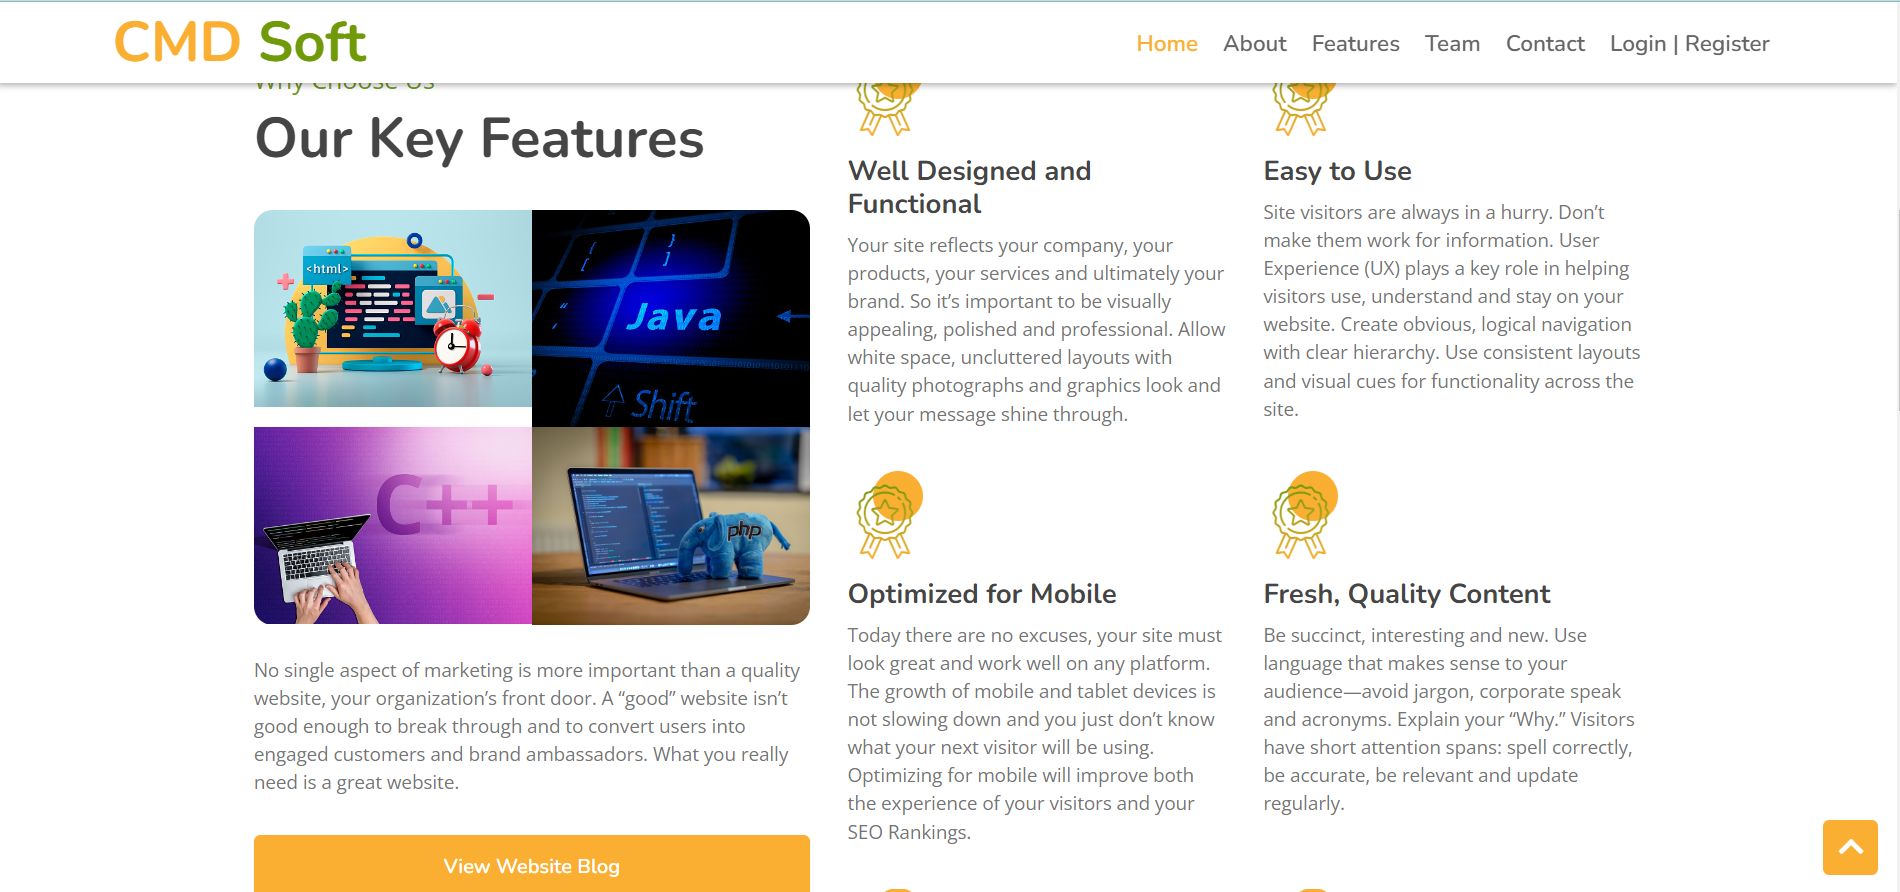 CMD Soft
Home About Features Team Contact Login | Register
Why Choose Us
Our Key Features
<html>
Java
Shift
C++
php
No single aspect of marketing is more important than a quality
website, your organization’s front door. A “good” website isn’t
good enough to break through and to convert users into
engaged customers and brand ambassadors. What you really
need is a great website.
View Website Blog
Well Designed and
Functional
Your site reflects your company, your
products, your services and ultimately your
brand. So it’s important to be visually
appealing, polished and professional. Allow
white space, uncluttered layouts with
quality photographs and graphics look and
let your message shine through.
Easy to Use
Site visitors are always in a hurry. Don’t
make them work for information. User
Experience (UX) plays a key role in helping
visitors use, understand and stay on your
website. Create obvious, logical navigation
with clear hierarchy. Use consistent layouts
and visual cues for functionality across the
site.
Optimized for Mobile
Today there are no excuses, your site must
look great and work well on any platform.
The growth of mobile and tablet devices is
not slowing down and you just don’t know
what your next visitor will be using.
Optimizing for mobile will improve both
the experience of your visitors and your
SEO Rankings.
Fresh, Quality Content
Be succinct, interesting and new. Use
language that makes sense to your
audience—avoid jargon, corporate speak
and acronyms. Explain your “Why.” Visitors
have short attention spans: spell correctly,
be accurate, be relevant and update
regularly.